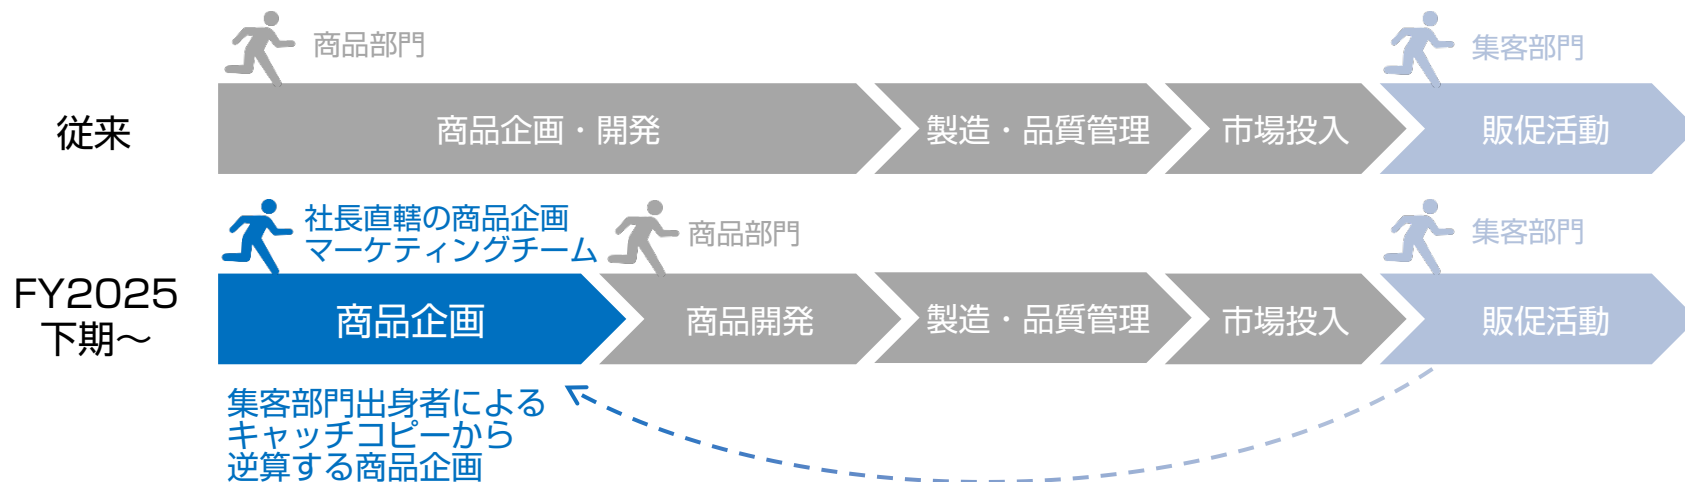 商品部門
集客部門
従来
商品企画・開発
製造・品質管理
市場投入
販促活動
社長直轄の商品企画
マーケティングチーム
商品部門
集客部門
FY2025
下期～
商品企画
商品開発
製造・品質管理
市場投入
販促活動
集客部門出身者による
キャッチコピーから
逆算する商品企画